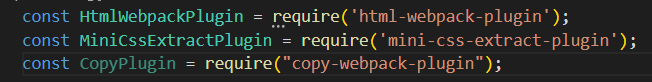 const HtmlWebpackPlugin = require('html-webpack-plugin');
const MiniCssExtractPlugin = require('mini-css-extract-plugin');
const CopyPlugin = require("copy-webpack-plugin");